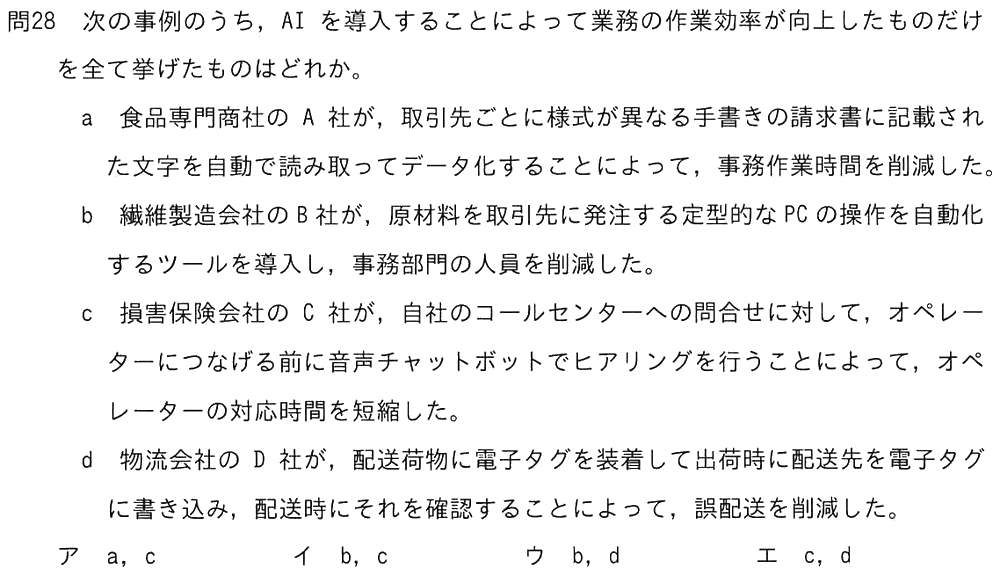 問28 次の事例のうち，AI を導入することによって業務の作業効率が向上したものだけ
を全て挙げたものはどれか。
a 食品専門商社の A 社が，取引先ごとに様式が異なる手書きの請求書に記載され
た文字を自動で読み取ってデータ化することによって，事務作業時間を削減した。
b 繊維製造会社のB社が，原材料を取引先に発注する定型的なPCの操作を自動化
するツールを導入し，事務部門の人員を削減した。
c 損害保険会社の C 社が，自社のコールセンターへの問合せに対して，オペレー
ターにつなげる前に音声チャットボットでヒアリングを行うことによって，オペ
レーターの対応時間を短縮した。
d 物流会社の D 社が，配送荷物に電子タグを装着して出荷時に配送先を電子タグ
に書き込み，配送時にそれを確認することによって，誤配送を削減した。
ア a，c イ b，c ウ b，d エ c，d